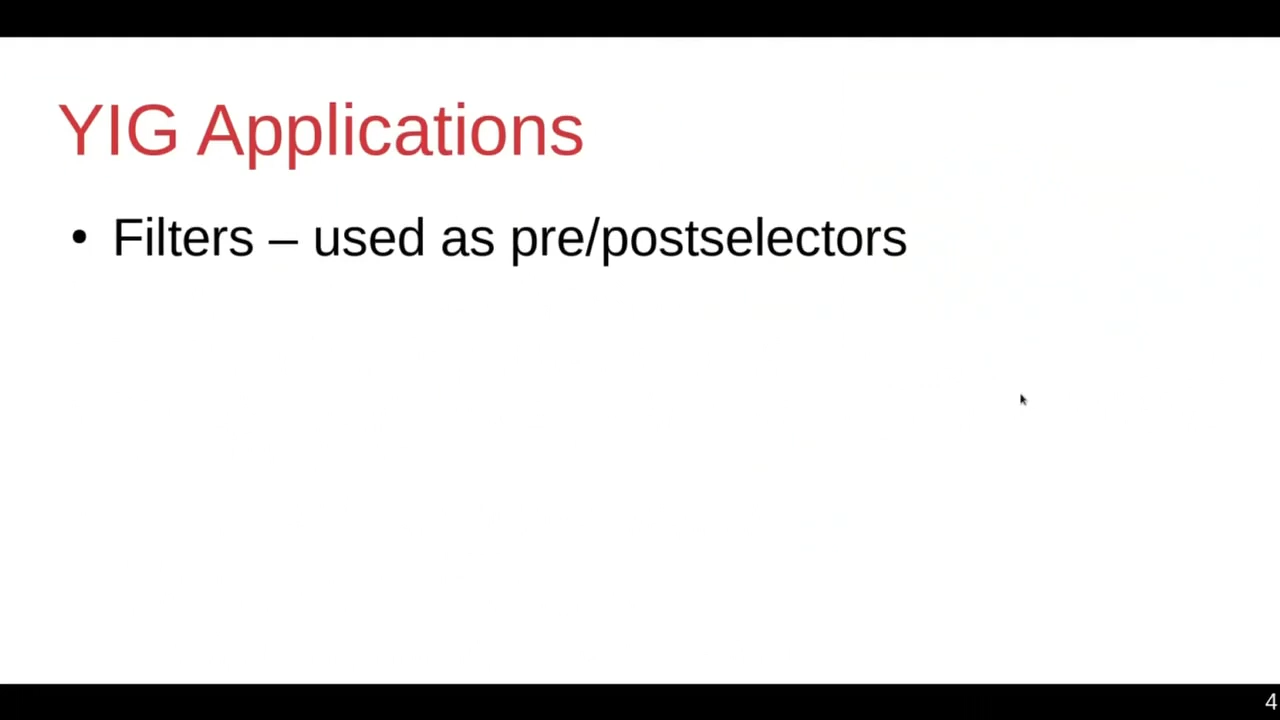 YIG Applications
• Filters – used as pre/postselectors
4